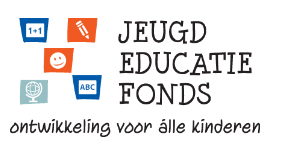 1+1
JEUGD
EDUCATIE
ABC
FONDS
ontwikkeling voor álle kinderen